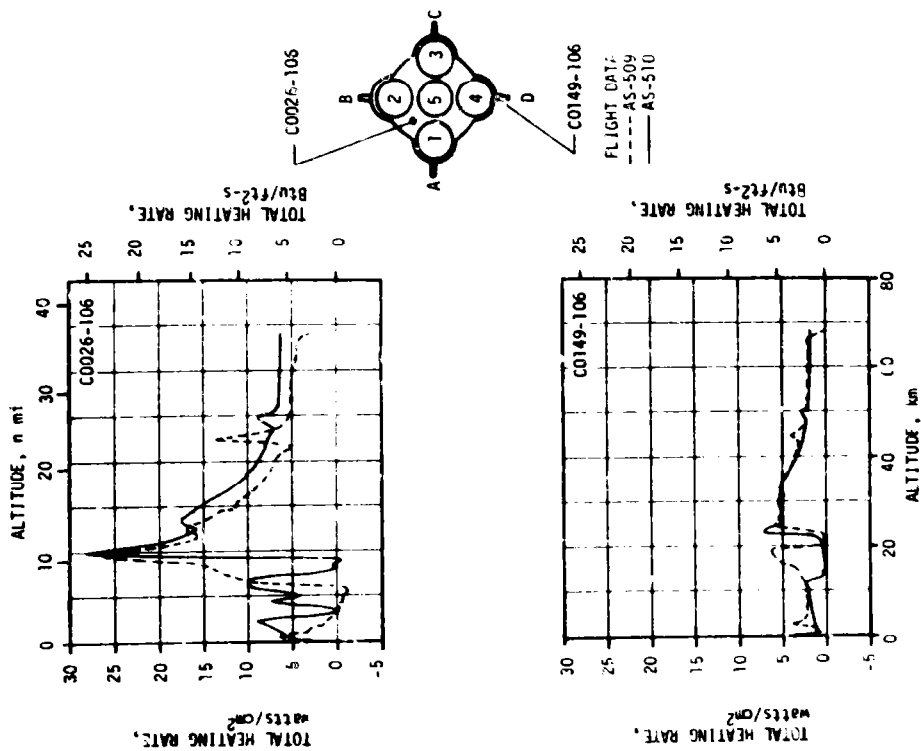 ALTITUDE, n mi
0 10 20 30 40
C0026-106
30
25
20
15
10
5
0
-5
TOTAL HEATING RATE,
watts/cm2
25
20
15
10
5
0
TOTAL HEATING RATE,
Btu/ft2-s
C0149-106
30
25
20
15
10
5
0
-5
TOTAL HEATING RATE,
watts/cm2
25
20
15
10
5
0
TOTAL HEATING RATE,
Btu/ft2-s
0 20 40 60 80
ALTITUDE, km
C0026-106
B
C
2
3
5
1
4
A
D
C0149-106
FLIGHT DATA
AS-509
AS-510